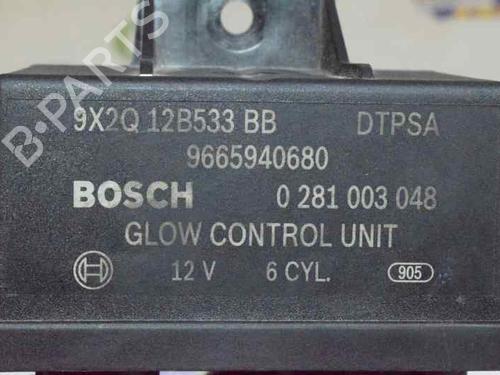 9X2Q 12B533 BB DTPSA
9665940680
BOSCH 0 281 003 048
GLOW CONTROL UNIT
12 V 6 CYL. 905
B-PARTS